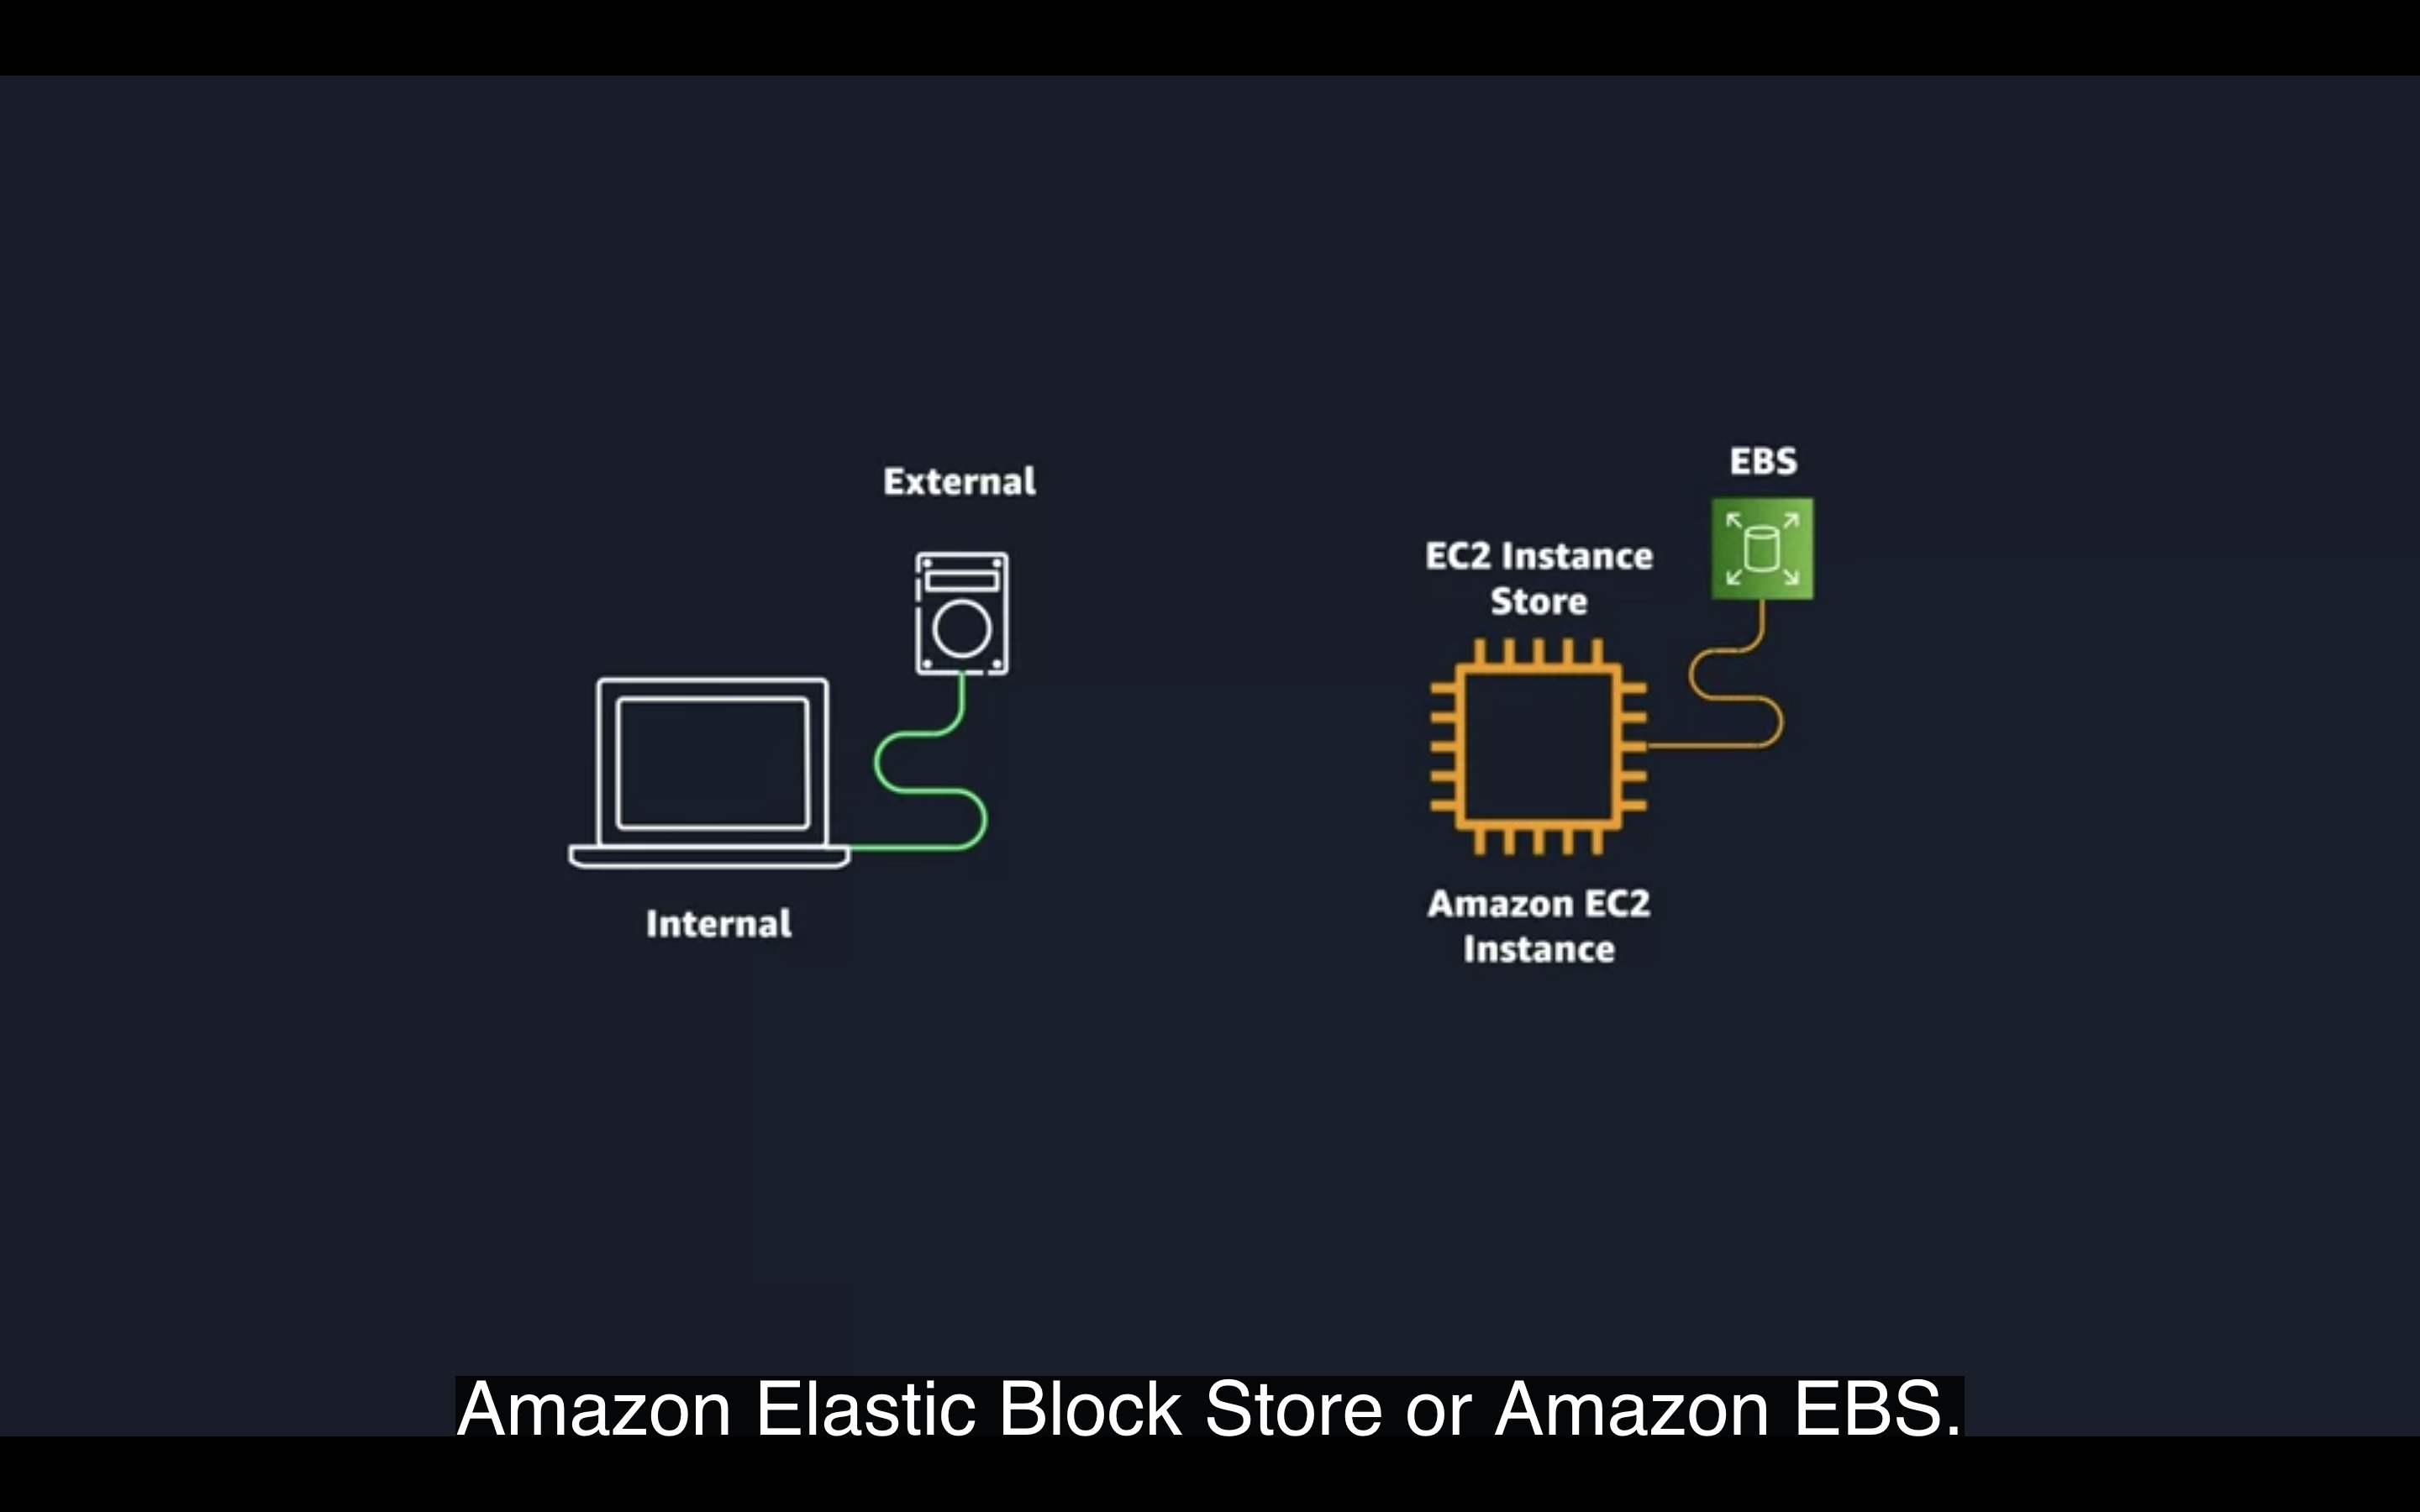 External
Internal
EBS
EC2 Instance
Store
Amazon EC2
Instance
Amazon Elastic Block Store or Amazon EBS.